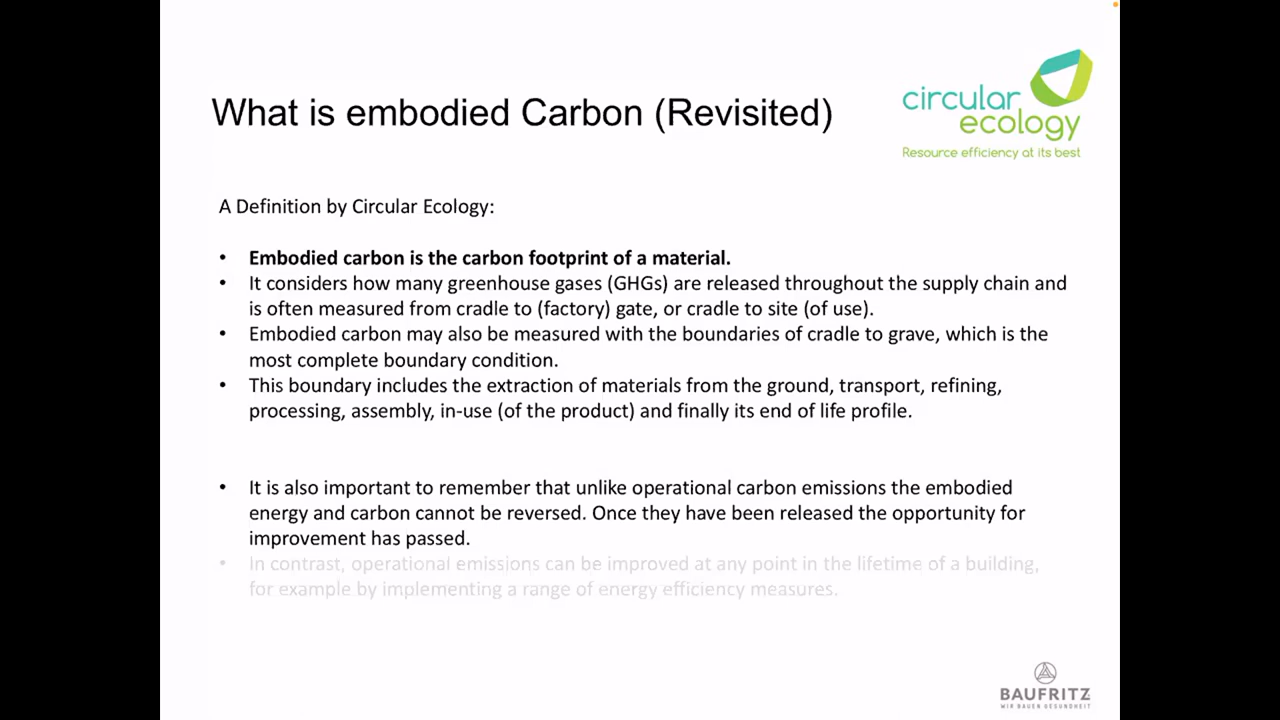 What is embodied Carbon (Revisited)
circular
ecology
Resource efficiency at its best
A Definition by Circular Ecology:
• Embodied carbon is the carbon footprint of a material.
• It considers how many greenhouse gases (GHGs) are released throughout the supply chain and
is often measured from cradle to (factory) gate, or cradle to site (of use).
• Embodied carbon may also be measured with the boundaries of cradle to grave, which is the
most complete boundary condition.
• This boundary includes the extraction of materials from the ground, transport, refining,
processing, assembly, in-use (of the product) and finally its end of life profile.
• It is also important to remember that unlike operational carbon emissions the embodied
energy and carbon cannot be reversed. Once they have been released the opportunity for
improvement has passed.
• In contrast, operational emissions can be improved at any point in the lifetime of a building,
for example by implementing a range of energy efficiency measures.
BAUFRITZ
WIR BAUEN GESUNDHEIT